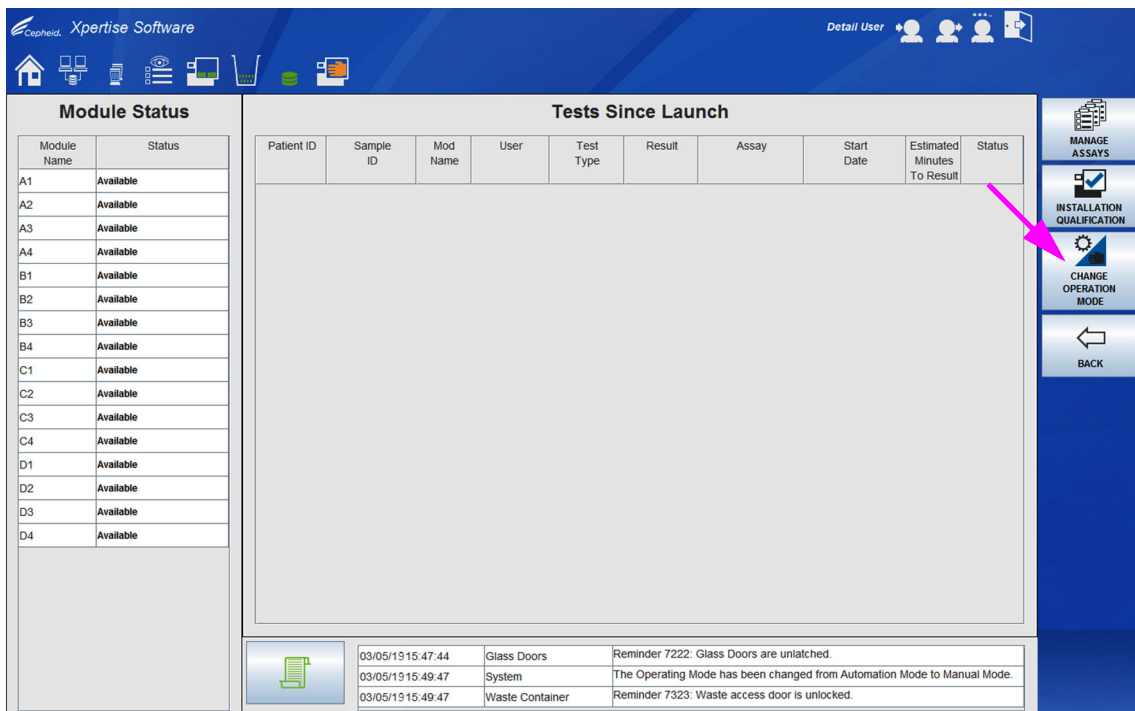 Cepheid. Xpertise Software
Detail User
Module Status
Module Name
Status
A1 Available
A2 Available
A3 Available
A4 Available
B1 Available
B2 Available
B3 Available
B4 Available
C1 Available
C2 Available
C3 Available
C4 Available
D1 Available
D2 Available
D3 Available
D4 Available
Tests Since Launch
Patient ID
Sample ID
Mod Name
User
Test Type
Result
Assay
Start Date
Estimated Minutes To Result
Status
03/05/19 15:47:44 Glass Doors Reminder 7222: Glass Doors are unlatched.
03/05/19 15:49:47 System The Operating Mode has been changed from Automation Mode to Manual Mode.
03/05/19 15:49:47 Waste Container Reminder 7323: Waste access door is unlocked.
MANAGE
ASSAYS
INSTALLATION
QUALIFICATION
CHANGE
OPERATION
MODE
BACK